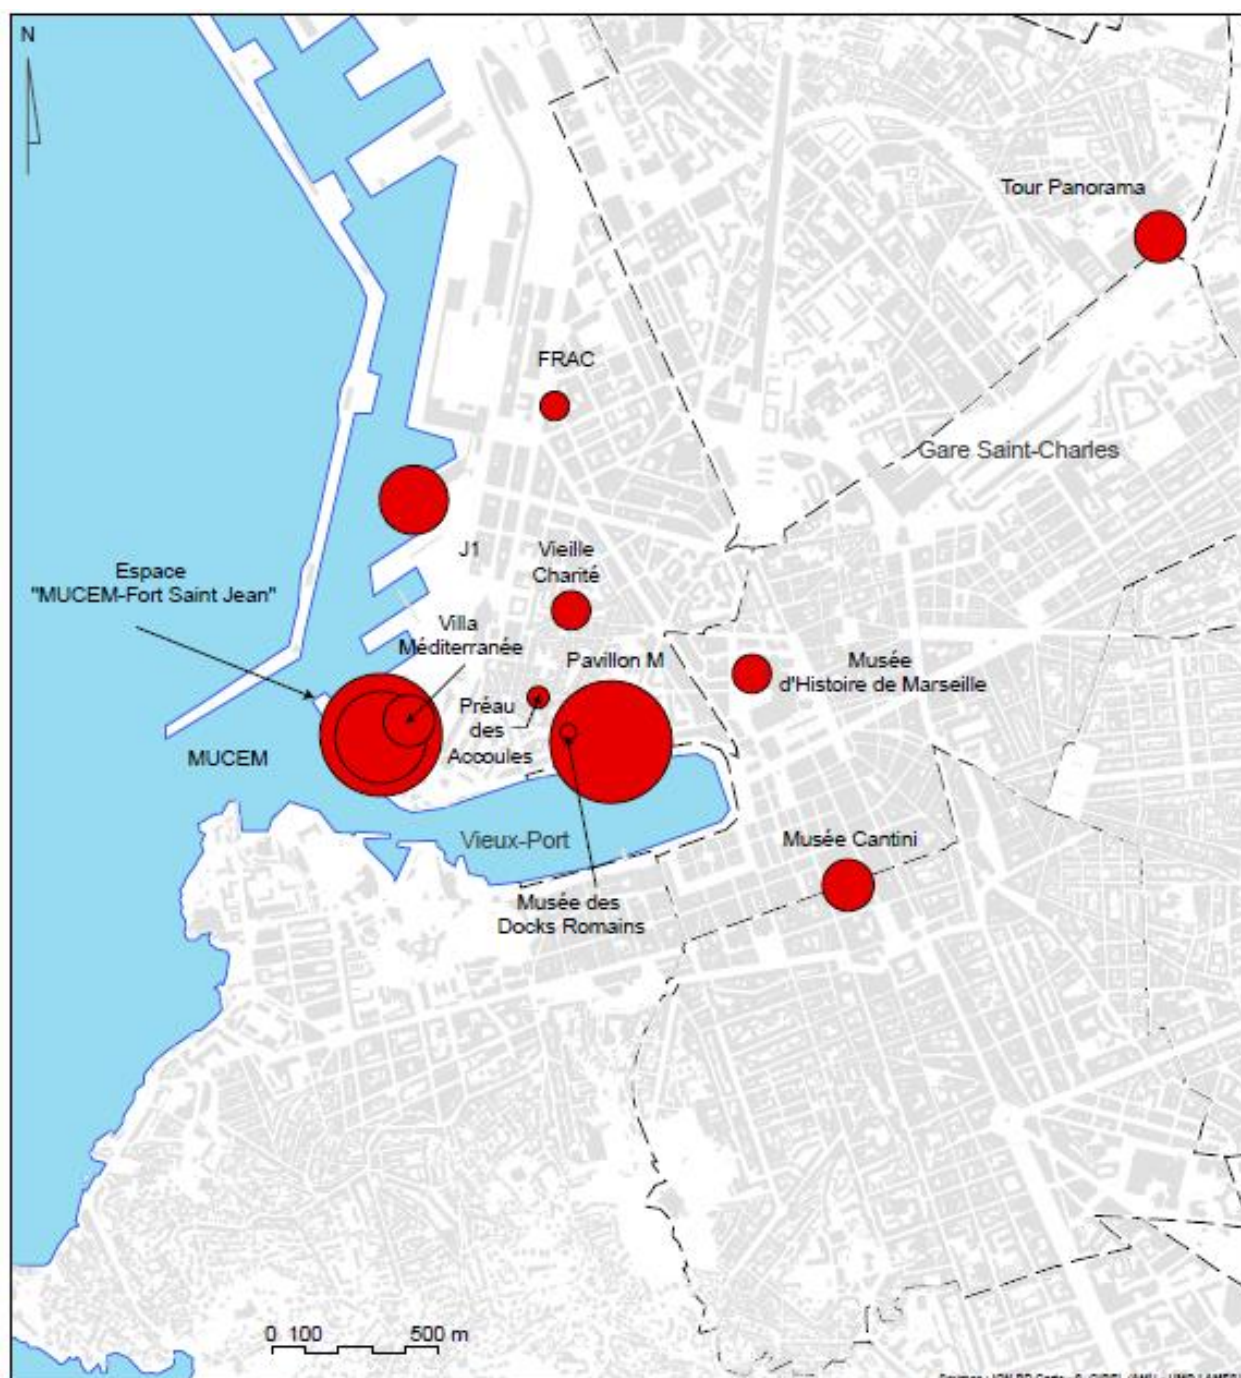 N
Tour Panorama
FRAC
Gare Saint-Charles
J1
Vieille
Charité
Espace
"MUCEM-Fort Saint Jean"
Villa
Méditerranée
Pavillon M
Musée
d'Histoire de Marseille
Préau
des
Accoules
MUCEM
Vieux-Port
Musée Cantini
Musée des
Docks Romains
0 100 500 m